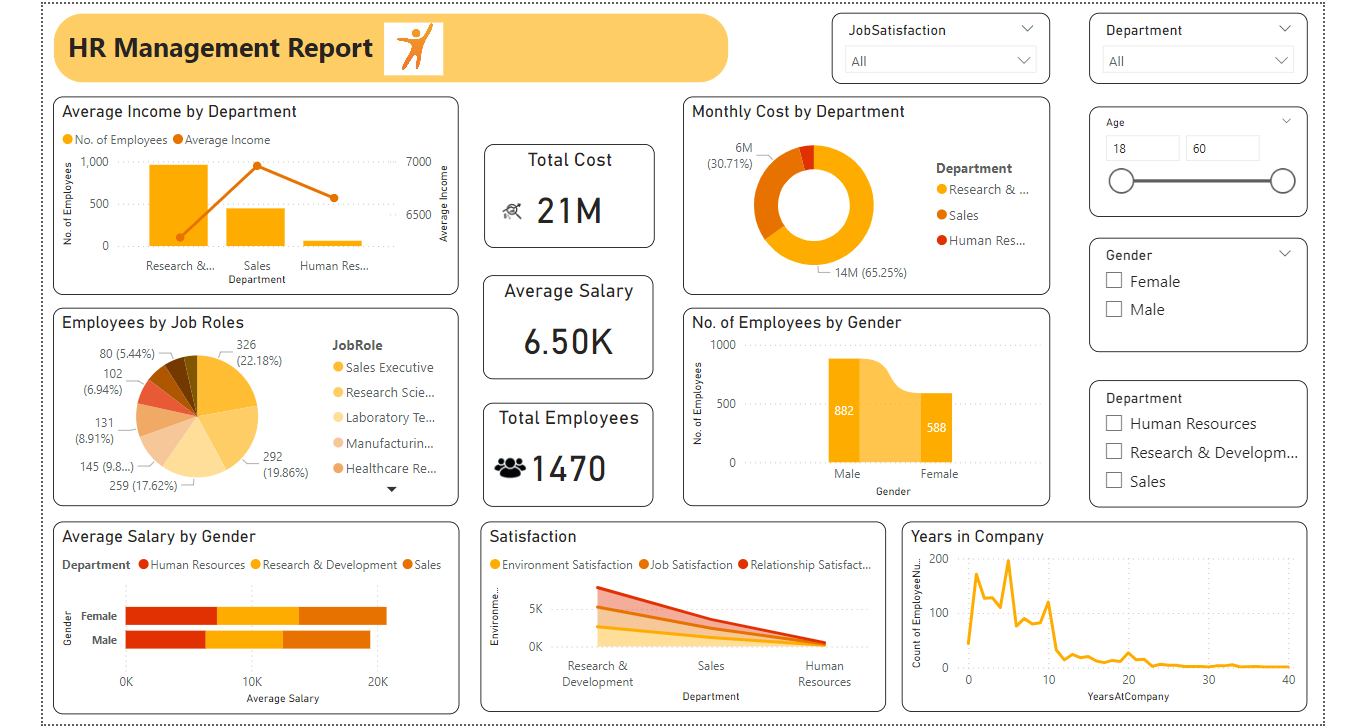 HR Management Report
JobSatisfaction
All
Department
All
Average Income by Department
No. of Employees Average Income
No. of Employees
1,000
500
0
7000
6500
Average Income
Research &... Sales Human Res...
Department
Total Cost
21M
Monthly Cost by Department
6M
(30.71%)
14M (65.25%)
Department
Research & ...
Sales
Human Res...
Age
18 60
Gender
Female
Male
Average Salary
6.50K
Employees by Job Roles
326
(22.18%)
80 (5.44%)
102
(6.94%)
131
(8.91%)
145 (9.8...)
259 (17.62%)
292
(19.86%)
JobRole
Sales Executive
Research Scie...
Laboratory Te...
Manufacturin...
Healthcare Re...
Total Employees
1470
No. of Employees by Gender
No. of Employees
1000
500
0
882
588
Male Female
Gender
Department
Human Resources
Research & Developm...
Sales
Average Salary by Gender
Department Human Resources Research & Development Sales
Gender
Female
Male
0K 10K 20K
Average Salary
Satisfaction
Environment Satisfaction Job Satisfaction Relationship Satisfact...
Environme...
5K
0K
Research &
Development
Sales
Human
Resources
Department
Years in Company
Count of EmployeeNu...
200
100
0
0 10 20 30 40
YearsAtCompany